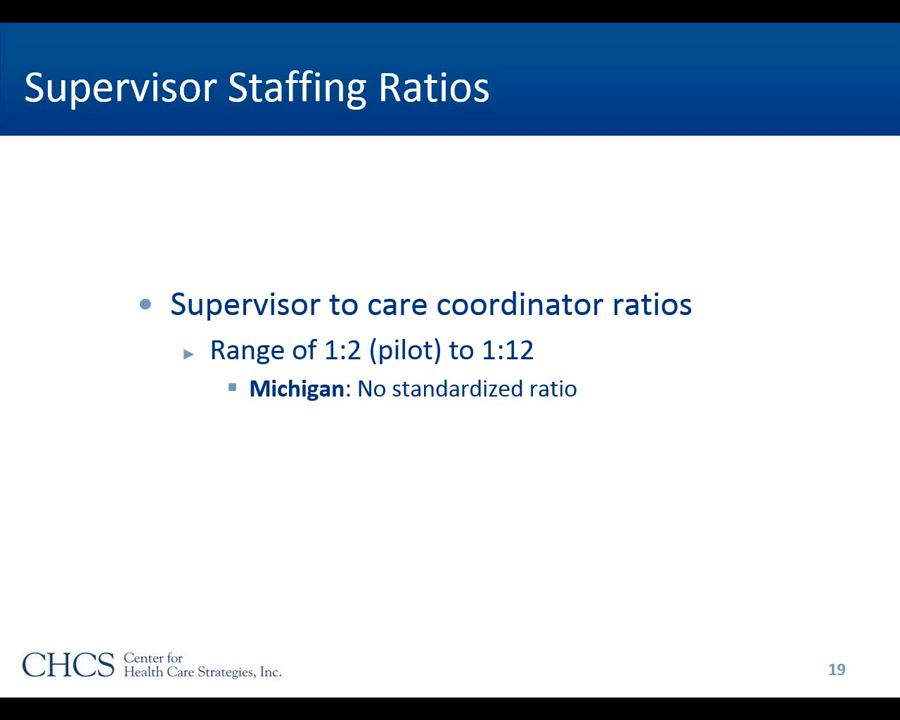 Supervisor Staffing Ratios
• Supervisor to care coordinator ratios
► Range of 1:2 (pilot) to 1:12
▪ Michigan: No standardized ratio
CHCS Center for
Health Care Strategies, Inc.
19